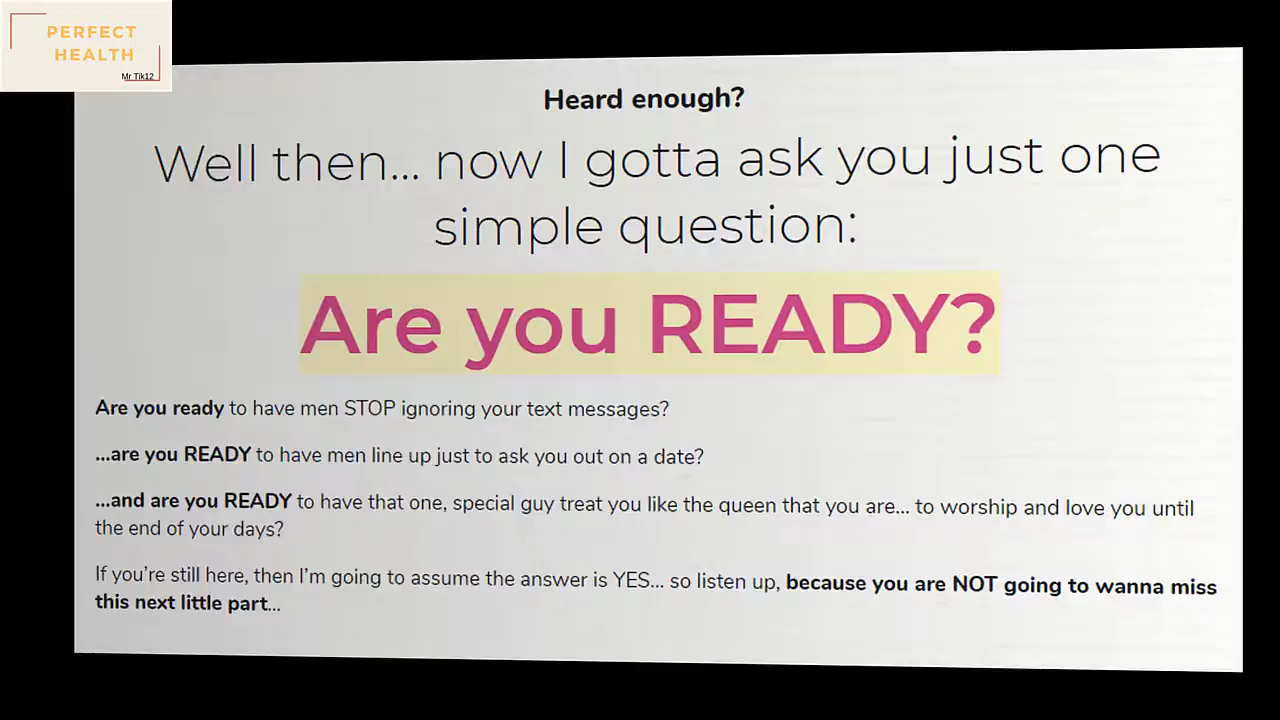 PERFECT
HEALTH
Mr.Tik12
Heard enough?
Well then... now I gotta ask you just one
simple question:
Are you READY?
Are you ready to have men STOP ignoring your text messages?
...are you READY to have men line up just to ask you out on a date?
...and are you READY to have that one, special guy treat you like the queen that you are... to worship and love you until
the end of your days?
If you’re still here, then I’m going to assume the answer is YES... so listen up, because you are NOT going to wanna miss
this next little part...